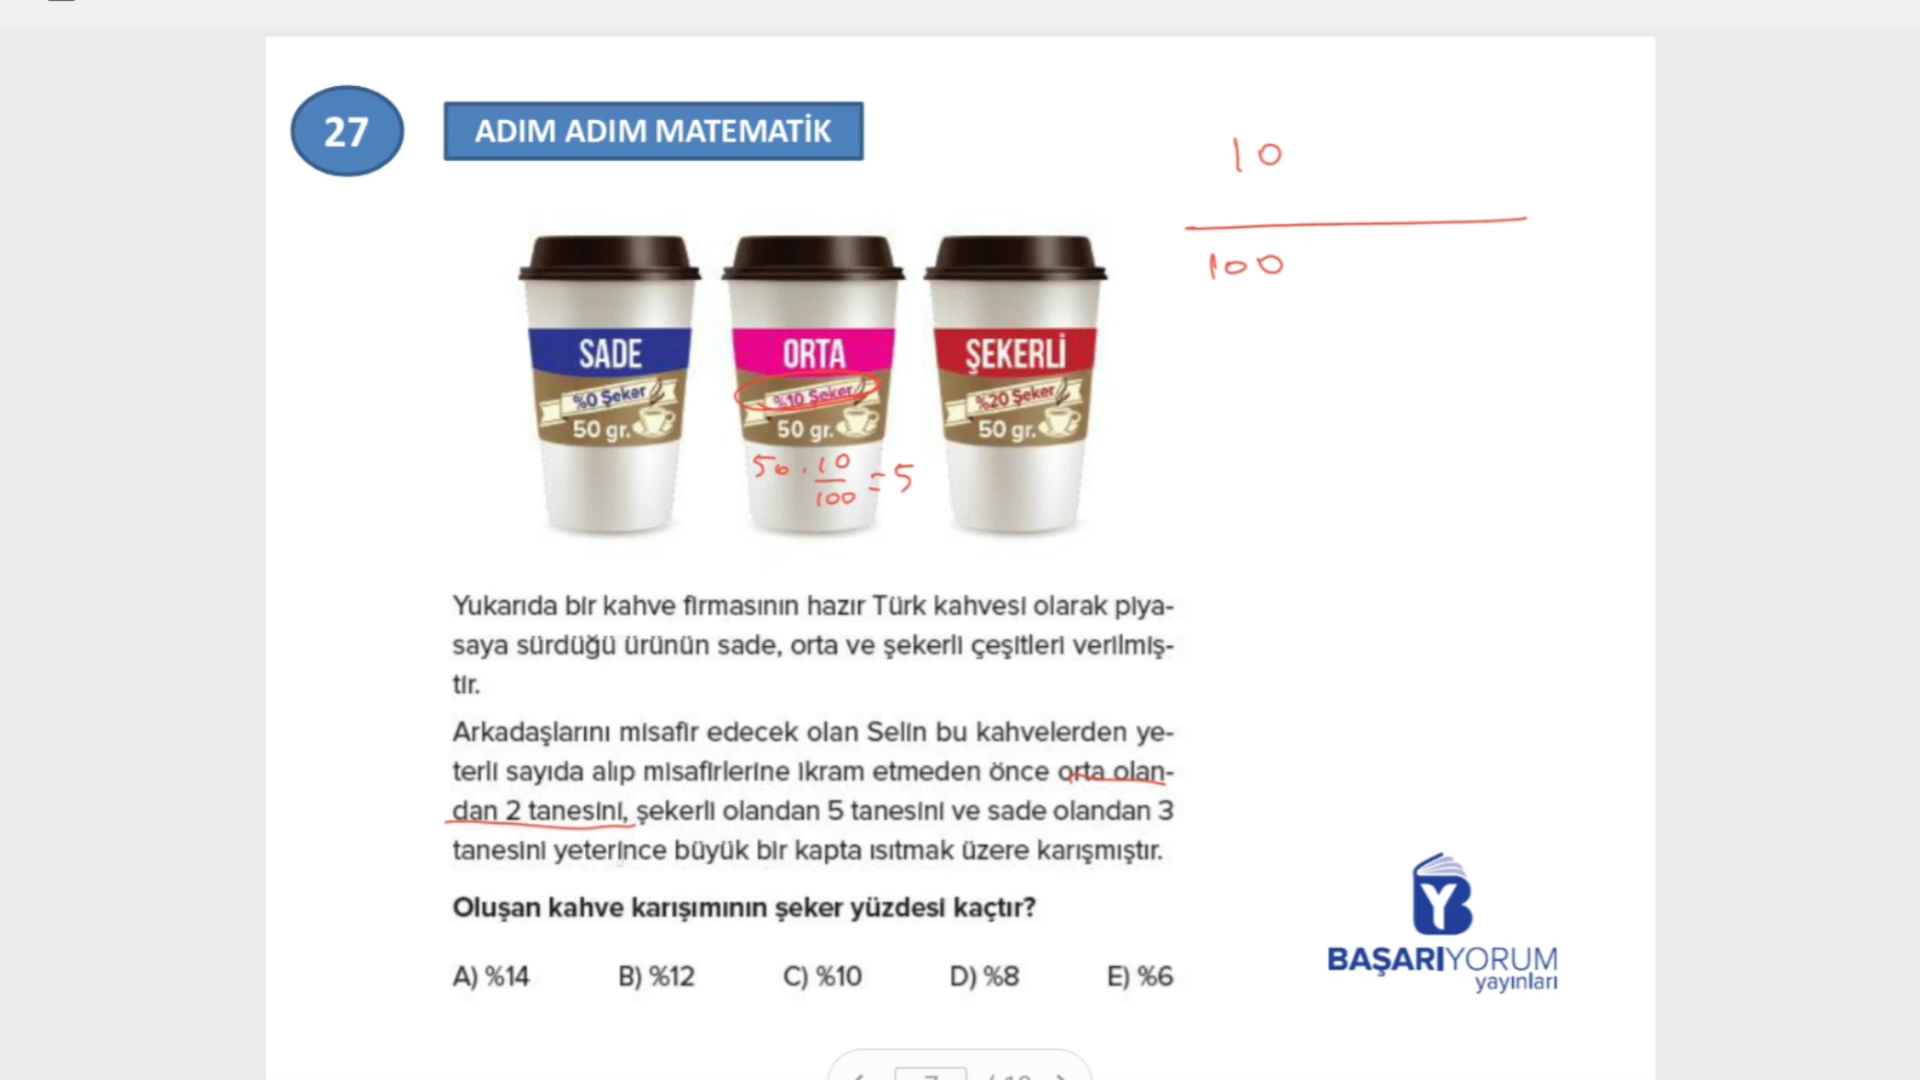 27
ADIM ADIM MATEMATİK
10
100
SADE
%0 Şeker
50 gr.
ORTA
%10 Şeker
50 gr.
ŞEKERLİ
%20 Şeker
50 gr.
50 . 10/100 = 5
Yukarıda bir kahve firmasının hazır Türk kahvesi olarak piya-
saya sürdüğü ürünün sade, orta ve şekerli çeşitleri verilmiş-
tir.
Arkadaşlarını misafir edecek olan Selin bu kahvelerden ye-
terli sayıda alıp misafirlerine ikram etmeden önce orta olan-
dan 2 tanesini, şekerli olandan 5 tanesini ve sade olandan 3
tanesini yeterince büyük bir kapta ısıtmak üzere karışmıştır.
Oluşan kahve karışımının şeker yüzdesi kaçtır?
A) %14 B) %12 C) %10 D) %8 E) %6
BAŞARIYORUM
yayınları